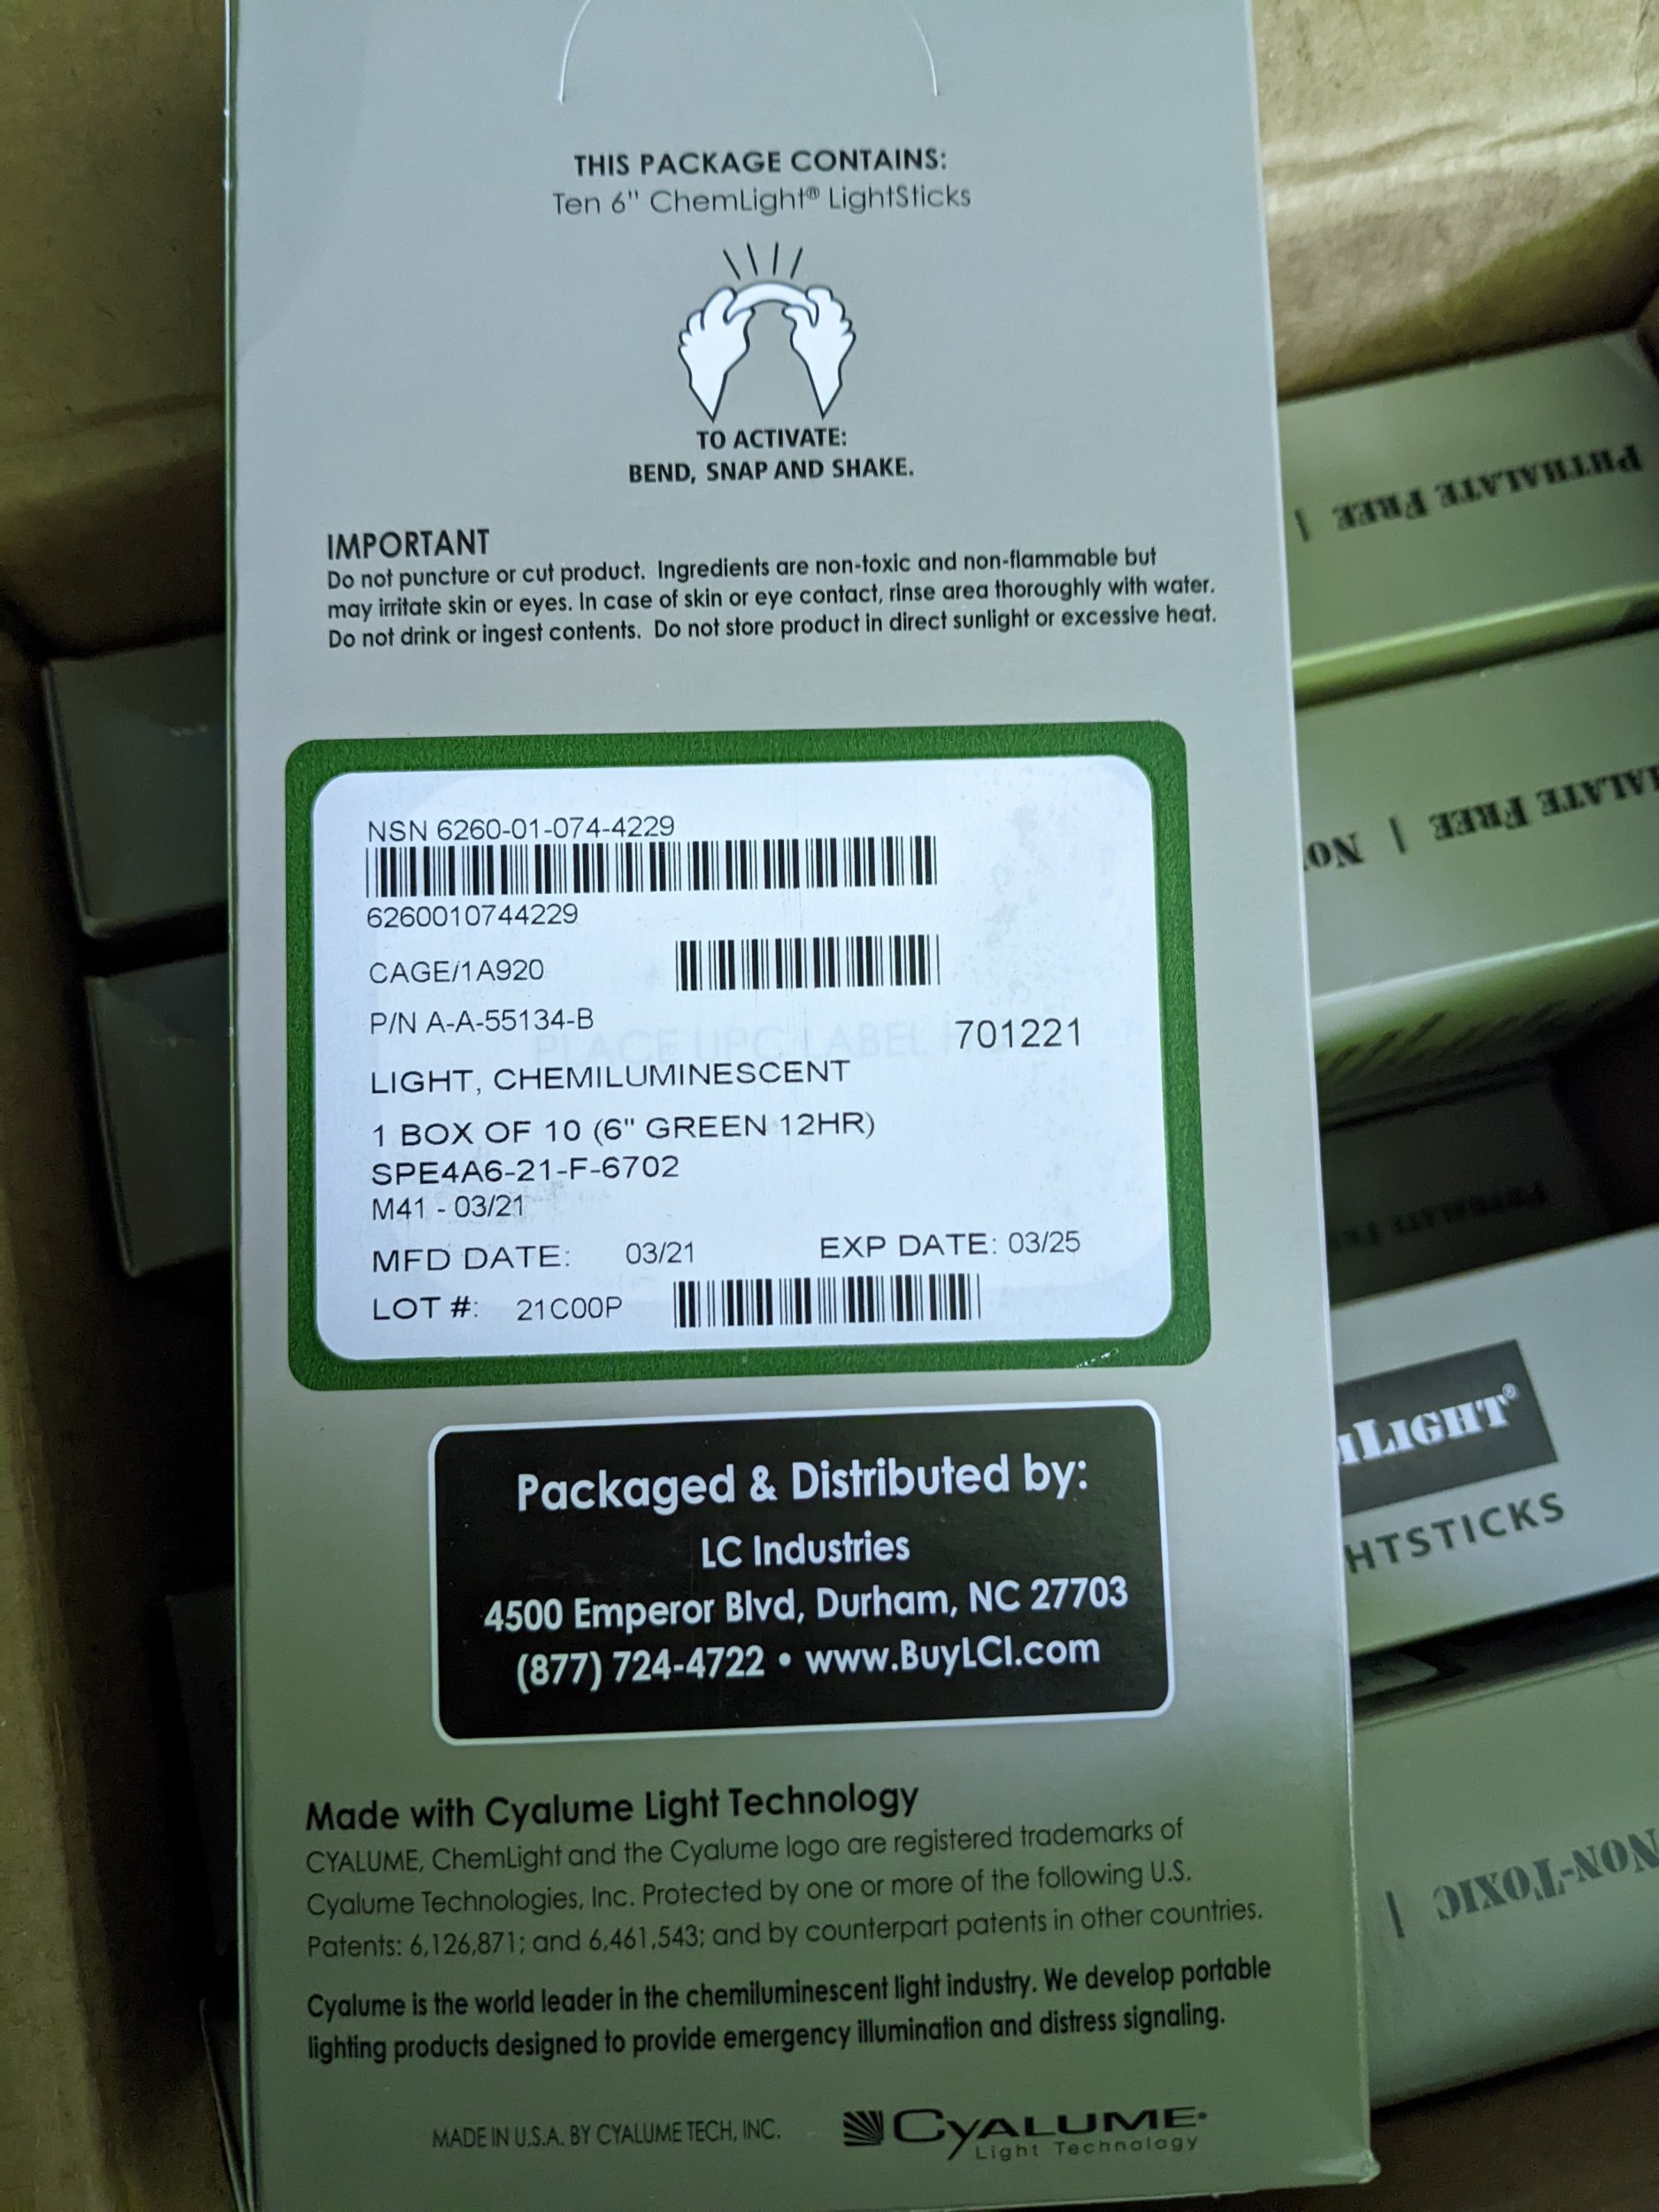 THIS PACKAGE CONTAINS:
Ten 6" ChemLight® LightSticks
TO ACTIVATE:
BEND, SNAP AND SHAKE.
IMPORTANT
Do not puncture or cut product. Ingredients are non-toxic and non-flammable but
may irritate skin or eyes. In case of skin or eye contact, rinse area thoroughly with water.
Do not drink or ingest contents. Do not store product in direct sunlight or excessive heat.
NSN 6260-01-074-4229
6260010744229
CAGE/1A920
P/N A-A-55134-B
701221
PLACE UPC LABEL
LIGHT, CHEMILUMINESCENT
1 BOX OF 10 (6" GREEN 12HR)
SPE4A6-21-F-6702
M41 - 03/21
MFD DATE: 03/21 EXP DATE: 03/25
LOT #: 21C00P
Packaged & Distributed by:
LC Industries
4500 Emperor Blvd, Durham, NC 27703
(877) 724-4722 • www.BuyLCI.com
Made with Cyalume Light Technology
CYALUME, ChemLight and the Cyalume logo are registered trademarks of
Cyalume Technologies, Inc. Protected by one or more of the following U.S.
Patents: 6,126,871; and 6,461,543; and by counterpart patents in other countries.
Cyalume is the world leader in the chemiluminescent light industry. We develop portable
lighting products designed to provide emergency illumination and distress signaling.
MADE IN U.S.A. BY CYALUME TECH, INC.
CYALUME
Light Technology
PHTHALATE FREE |
ALATE FREE | NO
LIGHT®
HTSTICKS
NON-TOXIC |